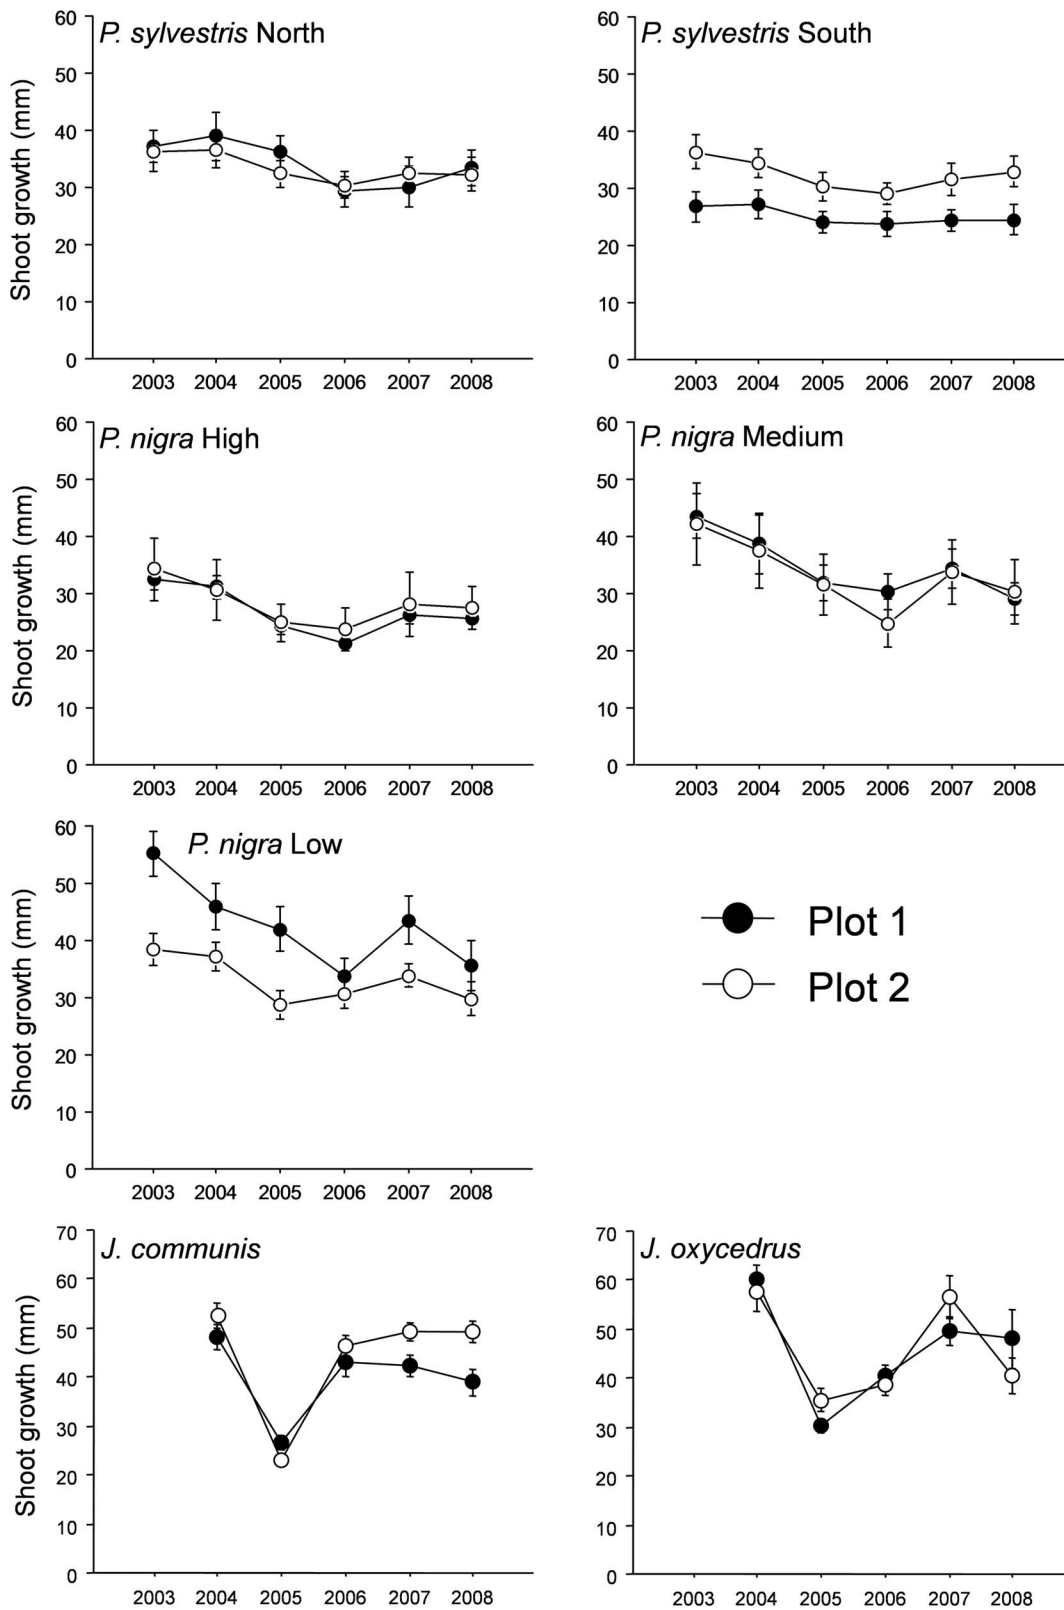 P. sylvestris North
Shoot growth (mm)
60
50
40
30
20
10
0
2003 2004 2005 2006 2007 2008
P. sylvestris South
60
50
40
30
20
10
0
2003 2004 2005 2006 2007 2008
P. nigra High
Shoot growth (mm)
60
50
40
30
20
10
0
2003 2004 2005 2006 2007 2008
P. nigra Medium
60
50
40
30
20
10
0
2003 2004 2005 2006 2007 2008
P. nigra Low
Shoot growth (mm)
60
50
40
30
20
10
0
2003 2004 2005 2006 2007 2008
Plot 1
Plot 2
J. communis
Shoot growth (mm)
70
60
50
40
30
20
10
0
2003 2004 2005 2006 2007 2008
J. oxycedrus
70
60
50
40
30
20
10
0
2003 2004 2005 2006 2007 2008